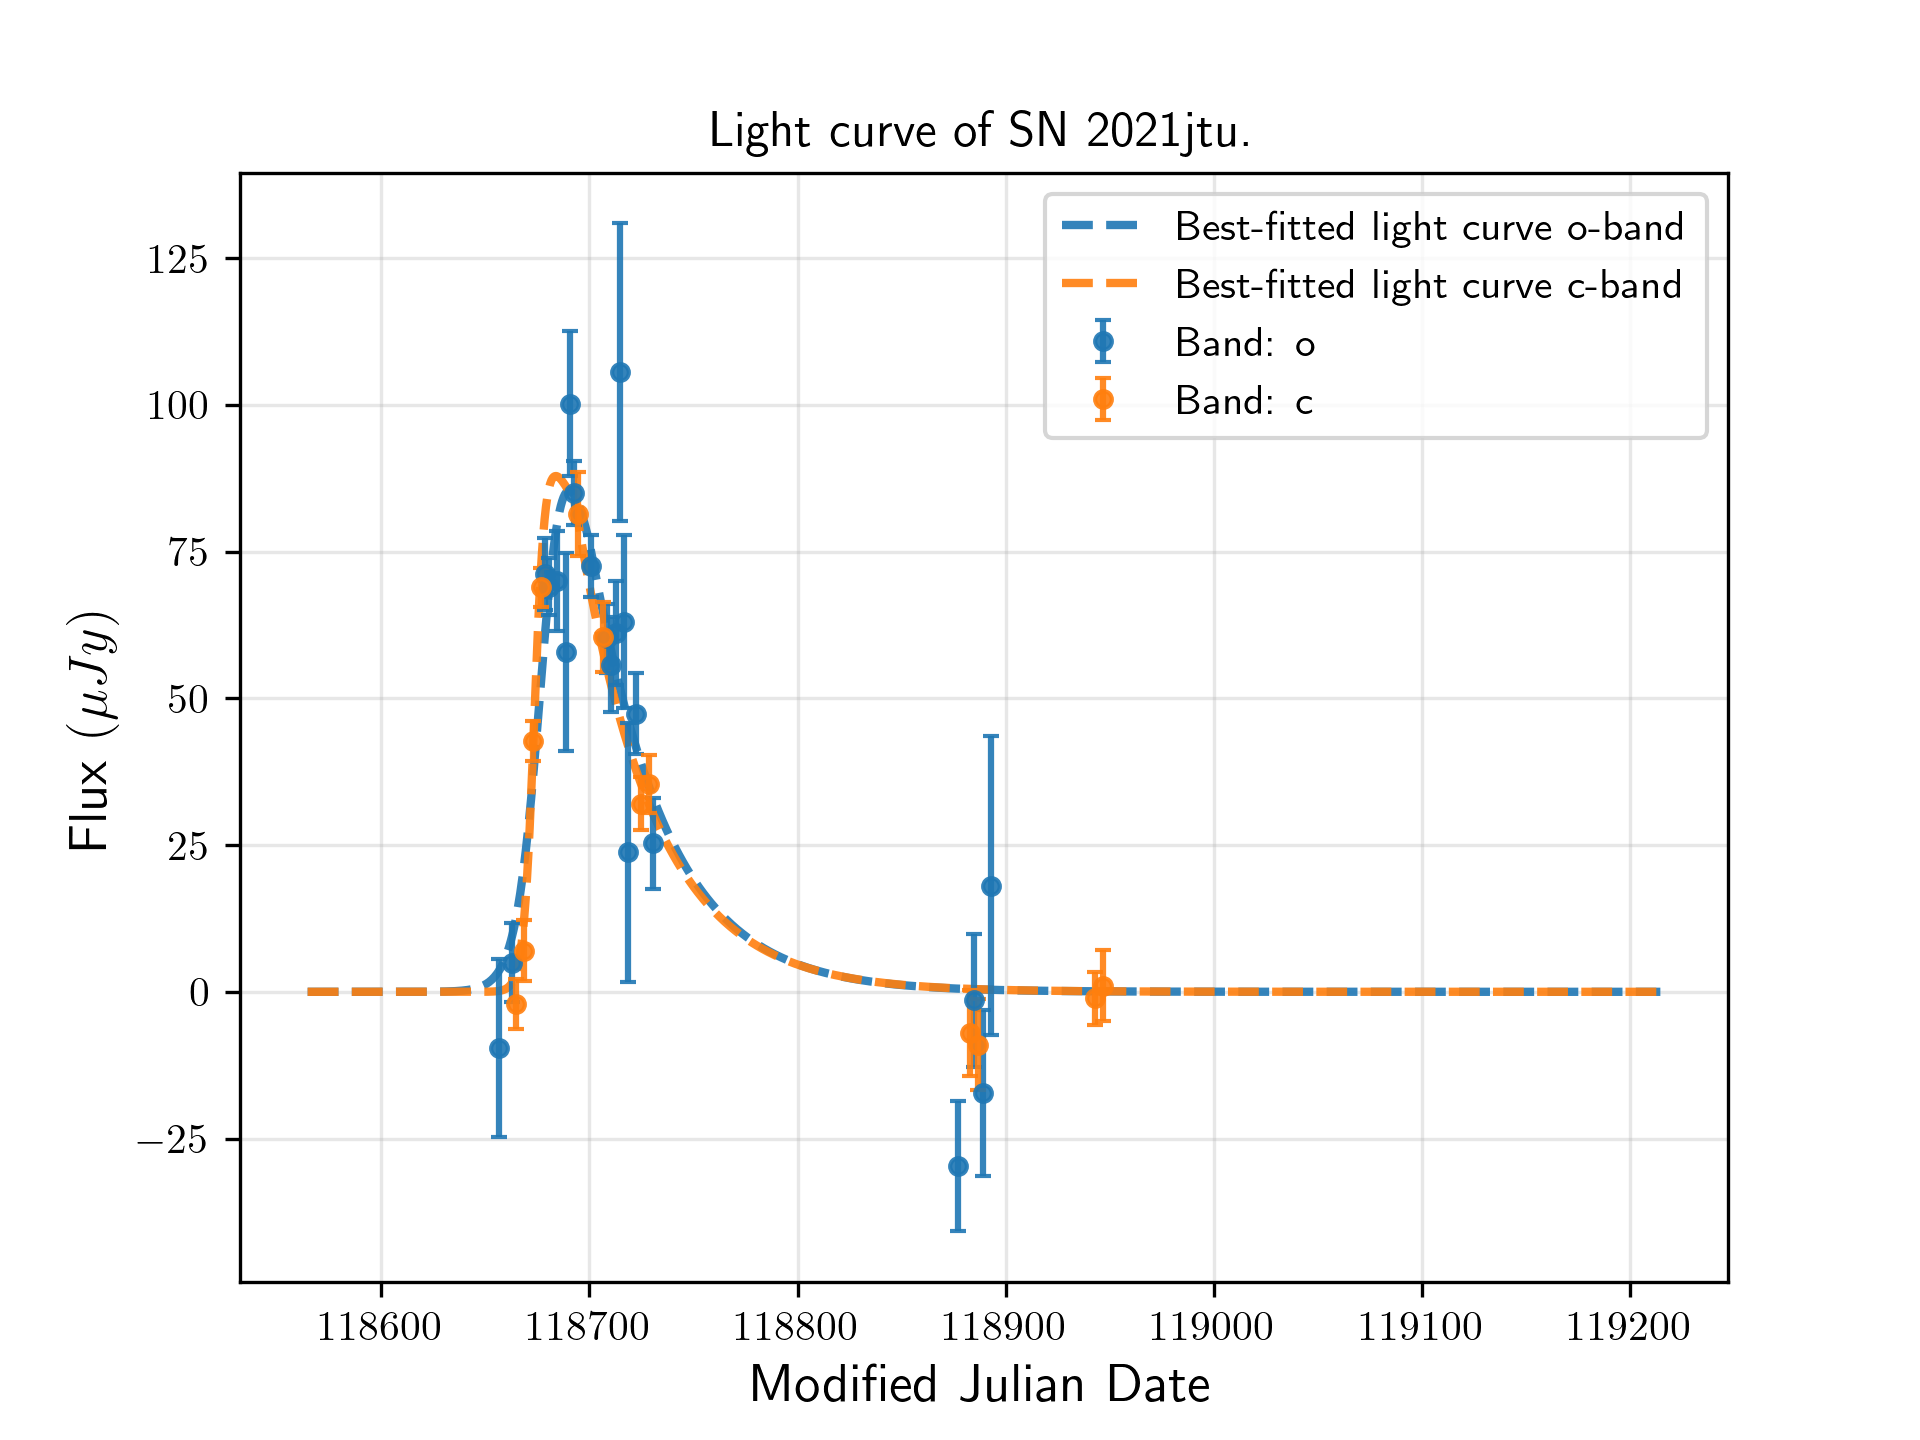 Light curve of SN 2021jtu.
Best-fitted light curve o-band
Best-fitted light curve c-band
Band: o
Band: c
125
100
75
50
25
0
−25
Flux (μJy)
118600 118700 118800 118900 119000 119100 119200
Modified Julian Date